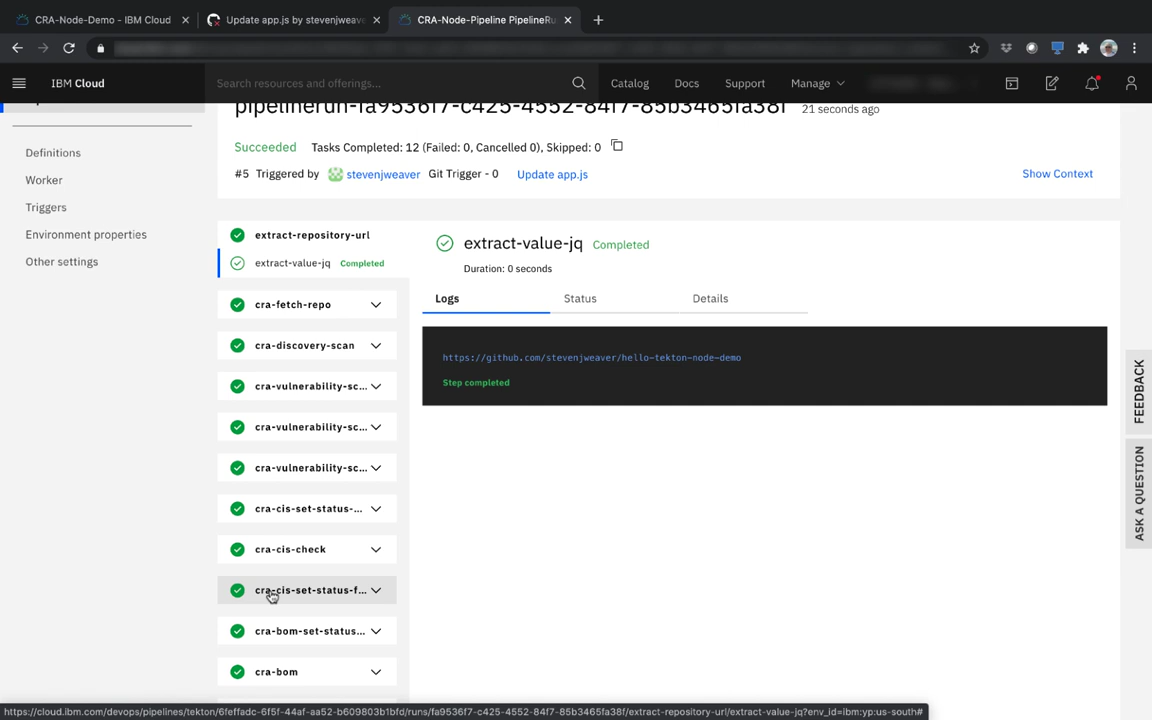 CRA-Node-Demo - IBM Cloud
Update app.js by stevenjweave
CRA-Node-Pipeline PipelineRu
IBM Cloud
Search resources and offerings...
Catalog
Docs
Support
Manage
pipelinerun-fa9536f7-c425-4552-84f7-85b3465fa38f 21 seconds ago
Succeeded Tasks Completed: 12 (Failed: 0, Cancelled 0), Skipped: 0
#5 Triggered by stevenjweaver Git Trigger - 0 Update app.js
Show Context
Definitions
Worker
Triggers
Environment properties
Other settings
extract-repository-url
extract-value-jq Completed
cra-fetch-repo
cra-discovery-scan
cra-vulnerability-sc...
cra-vulnerability-sc...
cra-vulnerability-sc...
cra-cis-set-status-...
cra-cis-check
cra-cis-set-status-f...
cra-bom-set-status...
cra-bom
extract-value-jq Completed
Duration: 0 seconds
Logs
Status
Details
https://github.com/stevenjweaver/hello-tekton-node-demo
Step completed
FEEDBACK
ASK A QUESTION
https://cloud.ibm.com/devops/pipelines/tekton/6feffadc-6f5f-44af-aa52-b609803b1bfd/runs/fa9536f7-c425-4552-84f7-85b3465fa38f/extract-repository-url/extract-value-jq?env_id=ibm:yp:us-south#